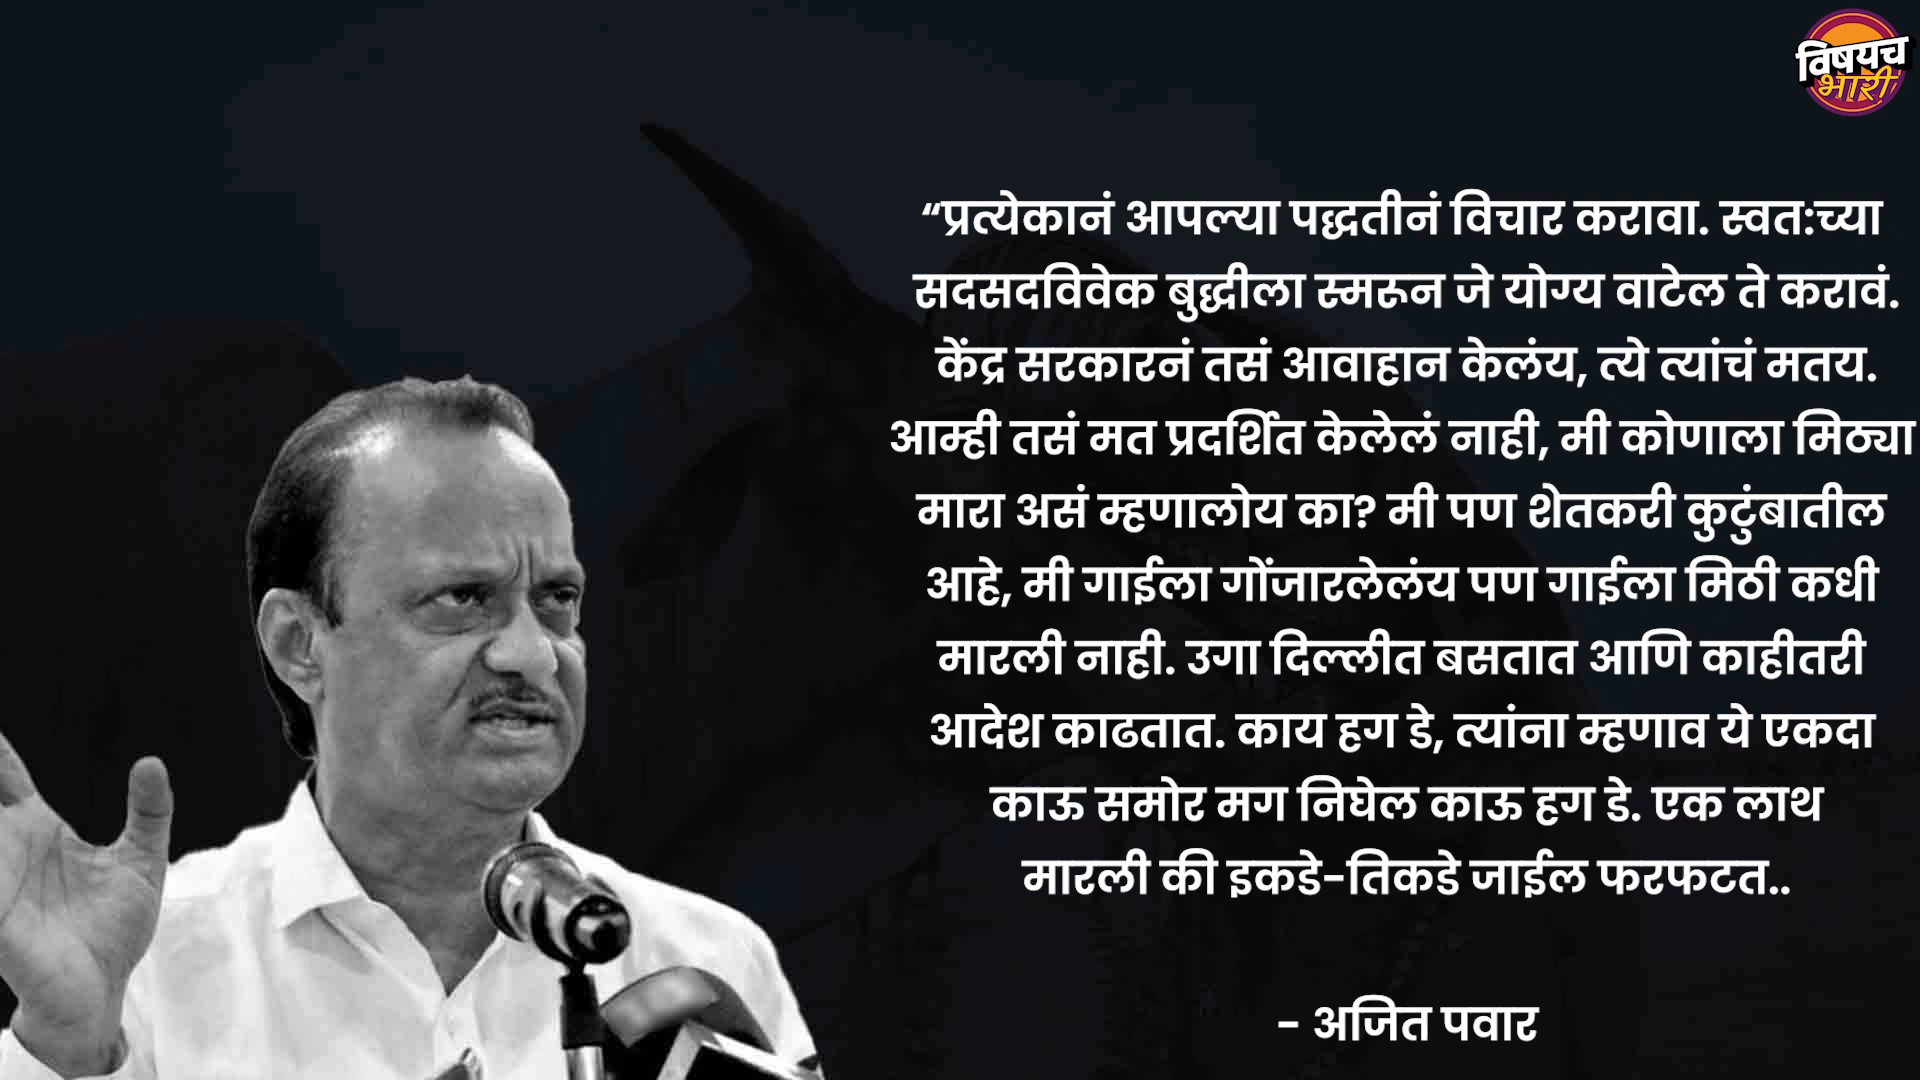 विषयच
भारी
“प्रत्येकानं आपल्या पद्धतीनं विचार करावा. स्वत:च्या
सदसदविवेक बुद्धीला स्मरून जे योग्य वाटेल ते करावं.
केंद्र सरकारनं तसं आवाहान केलंय, त्ये त्यांचं मतय.
आम्ही तसं मत प्रदर्शित केलेलं नाही, मी कोणाला मिठ्या
मारा असं म्हणालोय का? मी पण शेतकरी कुटुंबातील
आहे, मी गाईला गोंजारलेलंय पण गाईला मिठी कधी
मारली नाही. उगा दिल्लीत बसतात आणि काहीतरी
आदेश काढतात. काय हग डे, त्यांना म्हणाव ये एकदा
काऊ समोर मग निघेल काऊ हग डे. एक लाथ
मारली की इकडे-तिकडे जाईल फरफटत..
- अजित पवार